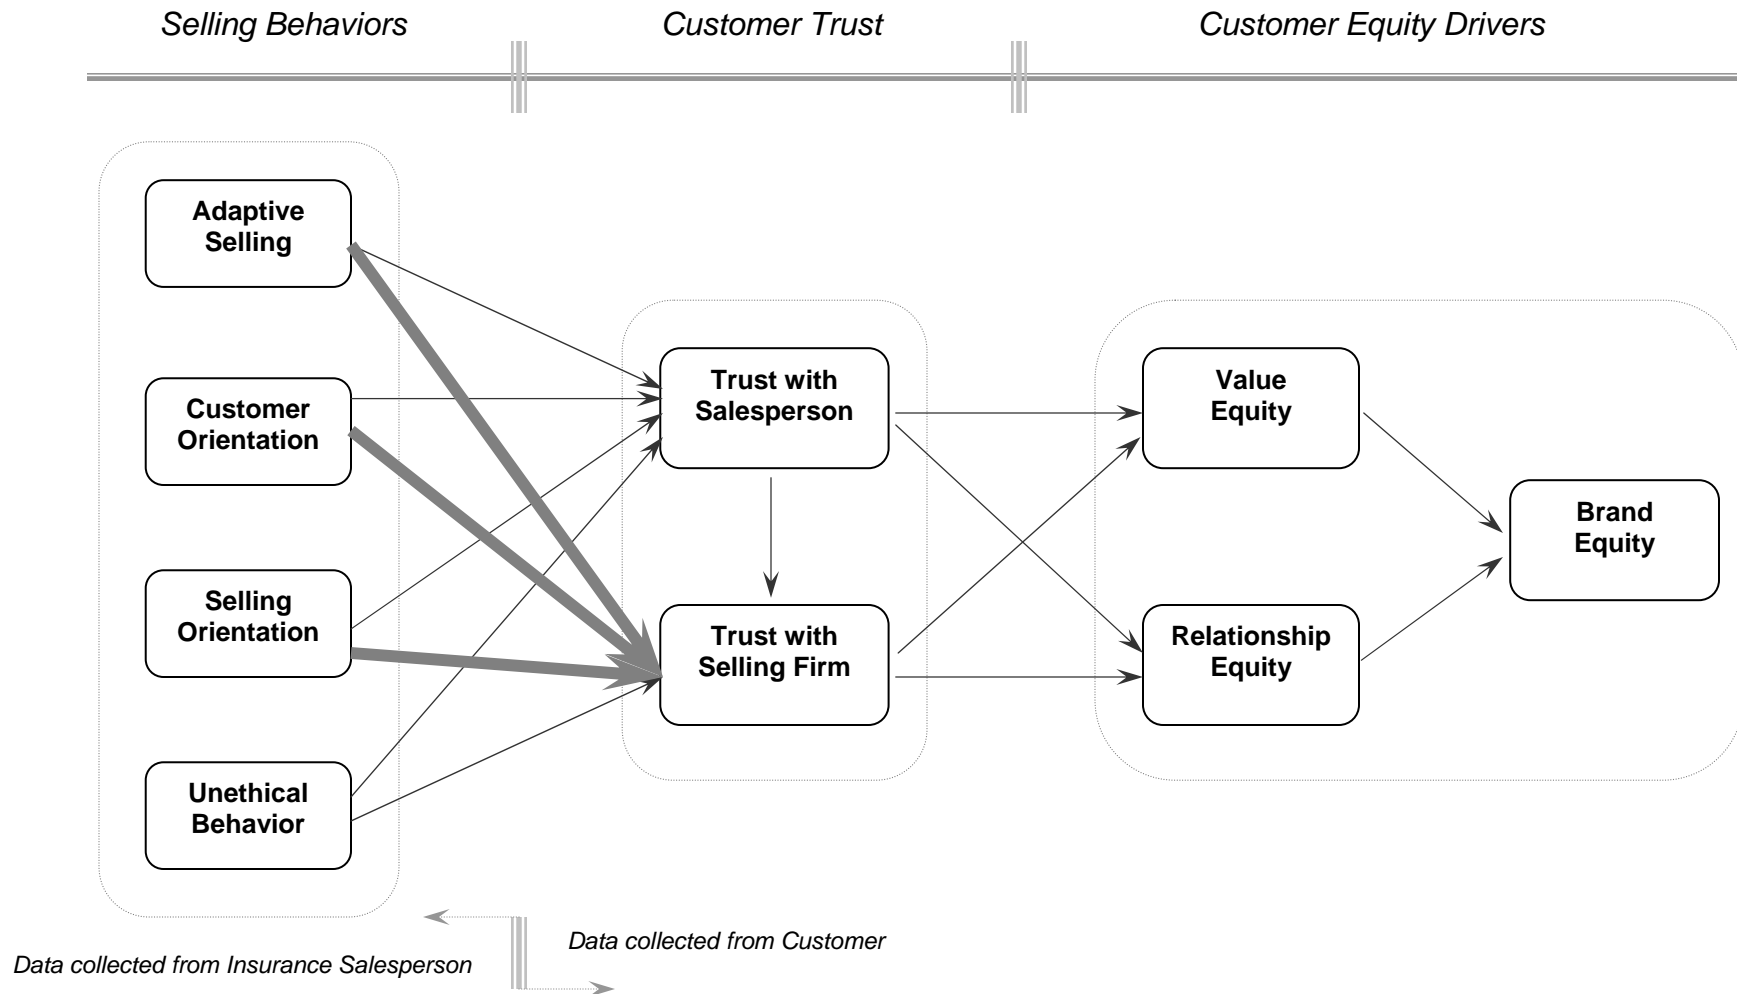 Selling Behaviors
Customer Trust
Customer Equity Drivers
Adaptive
Selling
Customer
Orientation
Selling
Orientation
Unethical
Behavior
Trust with
Salesperson
Trust with
Selling Firm
Value
Equity
Relationship
Equity
Brand
Equity
Data collected from Customer
Data collected from Insurance Salesperson